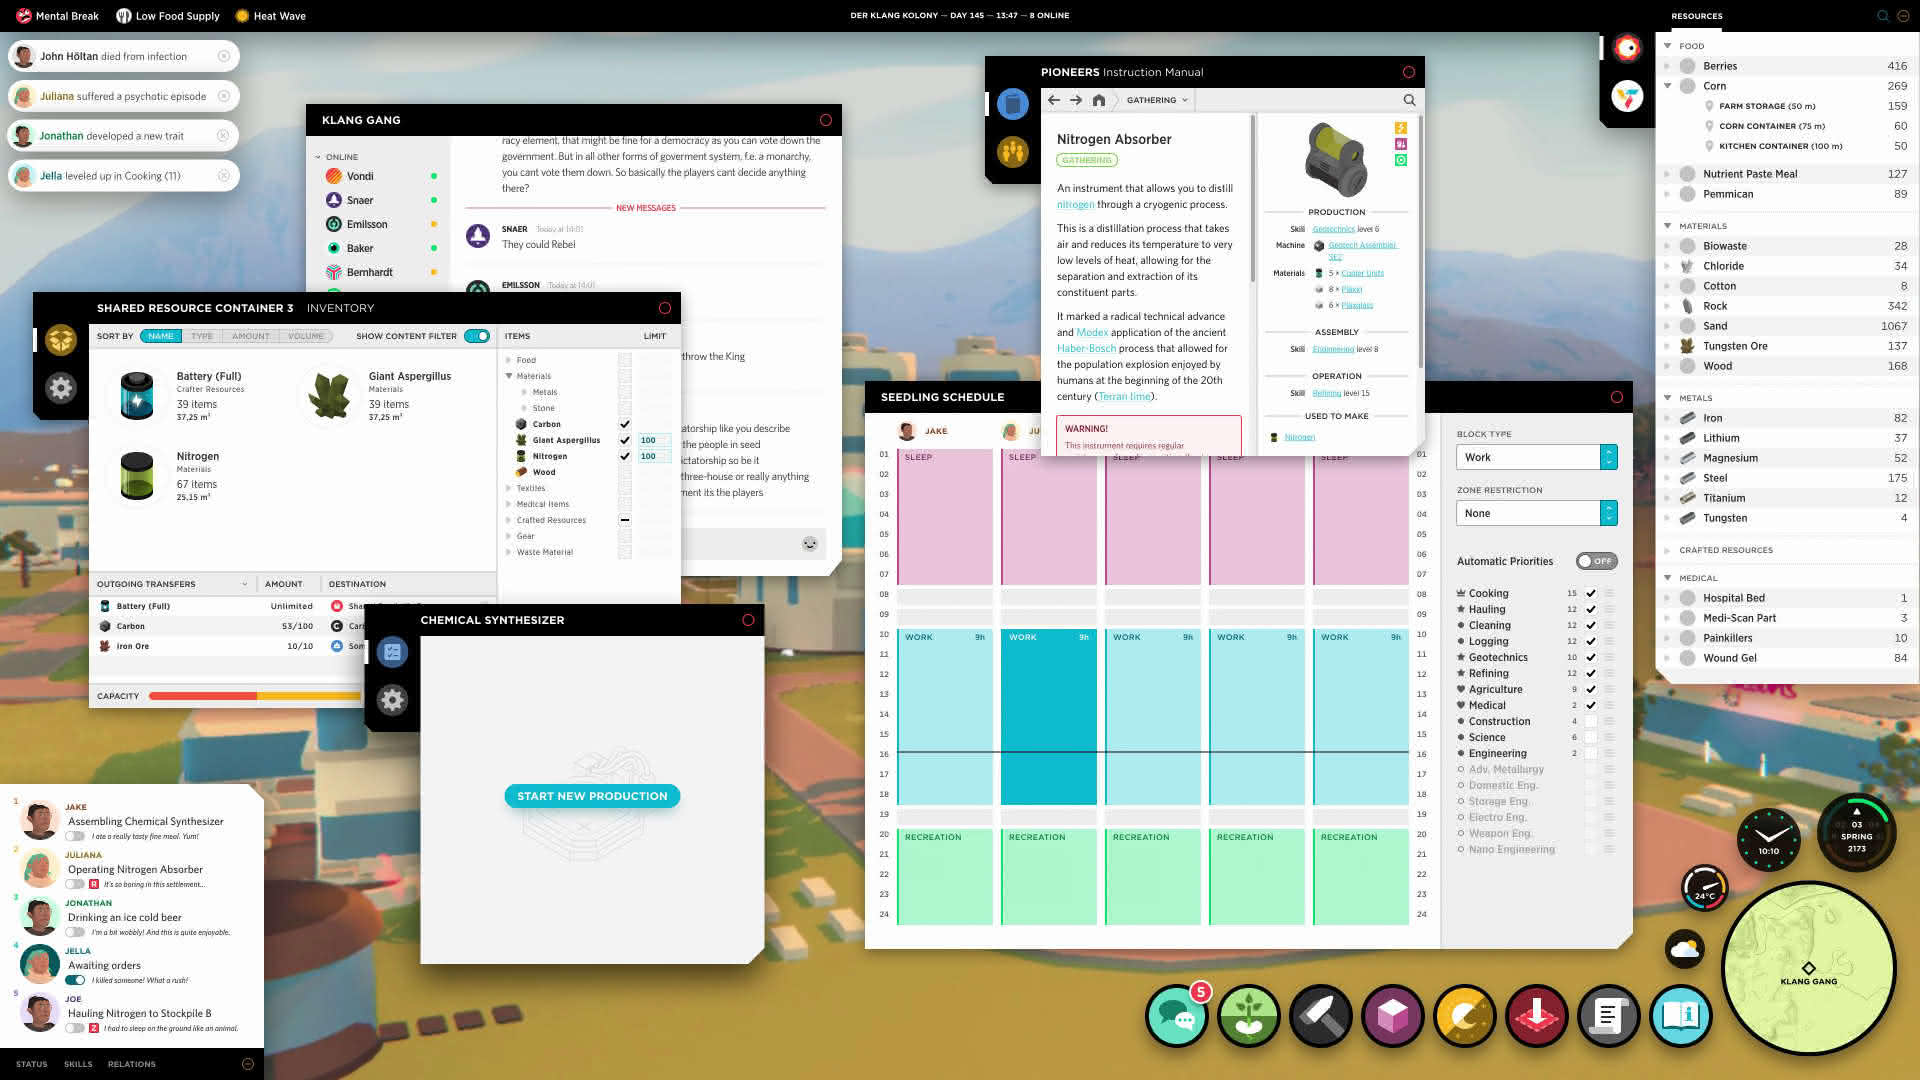 Mental Break
Low Food Supply
Heat Wave
DER KLANG KOLONY — DAY 145 — 13:47 — 8 ONLINE
RESOURCES
John Höltan died from infection
Juliana suffered a psychotic episode
Jonathan developed a new trait
Jella leveled up in Cooking (11)
KLANG GANG
ONLINE
Vondi
Snaer
Emilsson
Baker
Bernhardt
racy element, that might be fine for a democracy as you can vote down the
government. But in all other forms of goverment system, f.e. a monarchy,
you cant vote them down. So basically the players cant decide anything
there?
NEW MESSAGES
SNAER Today at 14:01
They could Rebel
EMILSSON Today at 14:01
throw the King
atorship like you describe
the people in seed
ictatorship so be it
three-house or really anything
ment its the players
SHARED RESOURCE CONTAINER 3 INVENTORY
SORT BY NAME TYPE AMOUNT VOLUME
SHOW CONTENT FILTER
ITEMS LIMIT
Battery (Full)
Crafter Resources
39 items
37,25 m³
Giant Aspergillus
Materials
39 items
37,25 m³
Nitrogen
Materials
67 items
25,15 m³
Food
Materials
Metals
Stone
Carbon
Giant Aspergillus 100
Nitrogen 100
Wood
Textiles
Medical Items
Crafted Resources
Gear
Waste Material
OUTGOING TRANSFERS AMOUNT DESTINATION
Battery (Full) Unlimited
Carbon 53/100
Iron Ore 10/10
CAPACITY
CHEMICAL SYNTHESIZER
START NEW PRODUCTION
PIONEERS Instruction Manual
GATHERING
Nitrogen Absorber
GATHERING
An instrument that allows you to distill
nitrogen through a cryogenic process.
This is a distillation process that takes
air and reduces its temperature to very
low levels of heat, allowing for the
separation and extraction of its
constituent parts.
It marked a radical technical advance
and Modex application of the ancient
Haber-Bosch process that allowed for
the population explosion enjoyed by
humans at the beginning of the 20th
century (Terran time).
WARNING!
This instrument requires regular
PRODUCTION
Skill Geotechnics level 6
Machine Geotech Assembler
SE2
Materials 5 × Cooler Units
8 ×
6 × Plaxglass
ASSEMBLY
Skill Engineering level 8
OPERATION
Skill Refining level 15
USED TO MAKE
Nitrogen
SEEDLING SCHEDULE
JAKE
JU
01 SLEEP SLEEP SLEEP SLEEP SLEEP 01
02 02
03 03
04 04
05 05
06 06
07 07
08 08
09 09
10 WORK 9h WORK 9h WORK 9h WORK 9h WORK 9h 10
11 11
12 12
13 13
14 14
15 15
16 16
17 17
18 18
19 19
20 RECREATION RECREATION RECREATION RECREATION RECREATION 20
21 21
22 22
23 23
24 24
BLOCK TYPE
Work
ZONE RESTRICTION
None
Automatic Priorities OFF
Cooking 15
Hauling 12
Cleaning 12
Logging 12
Geotechnics 10
Refining 12
Agriculture 9
Medical 2
Construction 4
Science 6
Engineering 2
Adv. Metallurgy
Domestic Eng.
Storage Eng.
Electro Eng.
Weapon Eng.
Nano Engineering
FOOD
Berries 416
Corn 269
FARM STORAGE (50 m) 159
CORN CONTAINER (75 m) 60
KITCHEN CONTAINER (100 m) 50
Nutrient Paste Meal 127
Pemmican 89
MATERIALS
Biowaste 28
Chloride 34
Cotton 8
Rock 342
Sand 1067
Tungsten Ore 137
Wood 168
METALS
Iron 82
Lithium 37
Magnesium 52
Steel 175
Titanium 12
Tungsten 4
CRAFTED RESOURCES
MEDICAL
Hospital Bed 1
Medi-Scan Part 3
Painkillers 10
Wound Gel 84
1 JAKE
Assembling Chemical Synthesizer
I ate a really tasty fine meal. Yum!
2 JULIANA
Operating Nitrogen Absorber
R It's so boring in this settlement...
3 JONATHAN
Drinking an ice cold beer
I'm a bit wobbly! And this is quite enjoyable.
4 JELLA
Awaiting orders
I killed someone! What a rush!
5 JOE
Hauling Nitrogen to Stockpile B
Z I had to sleep on the ground like an animal.
STATUS SKILLS RELATIONS
10:10
03
SPRING
2173
24°C
KLANG GANG
5